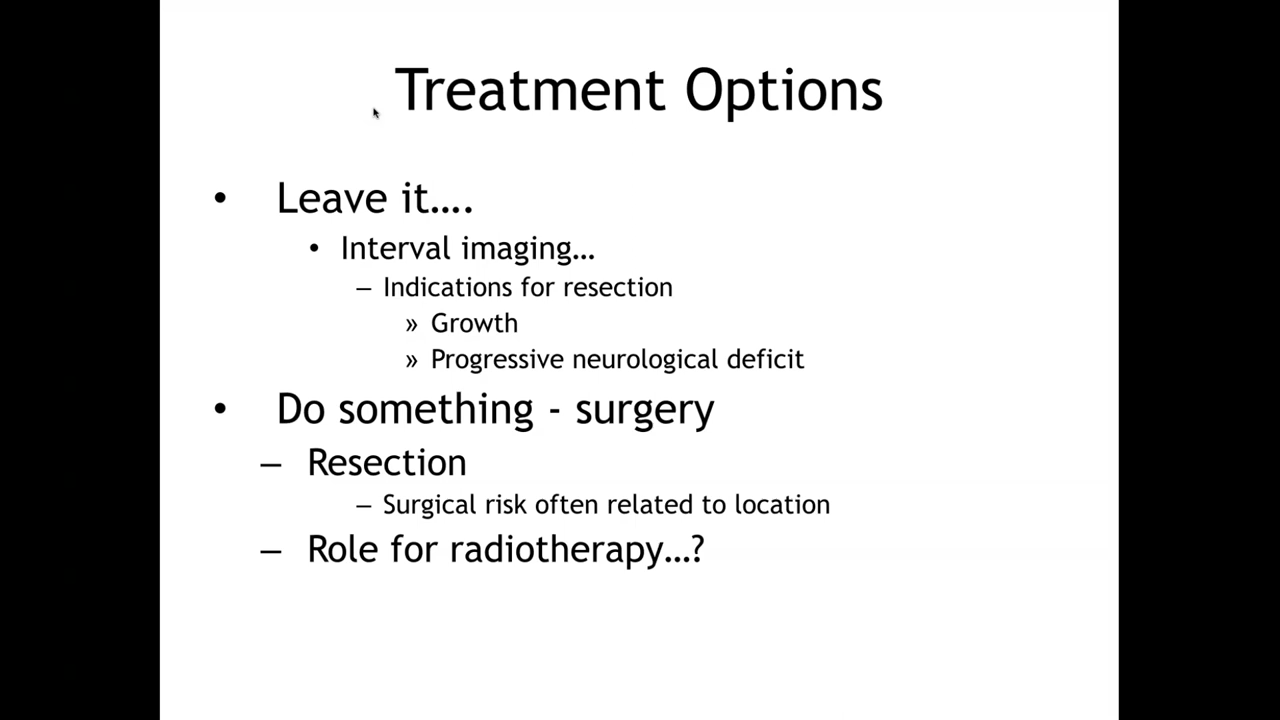 Treatment Options
• Leave it....
• Interval imaging...
– Indications for resection
» Growth
» Progressive neurological deficit
• Do something - surgery
– Resection
– Surgical risk often related to location
– Role for radiotherapy...?